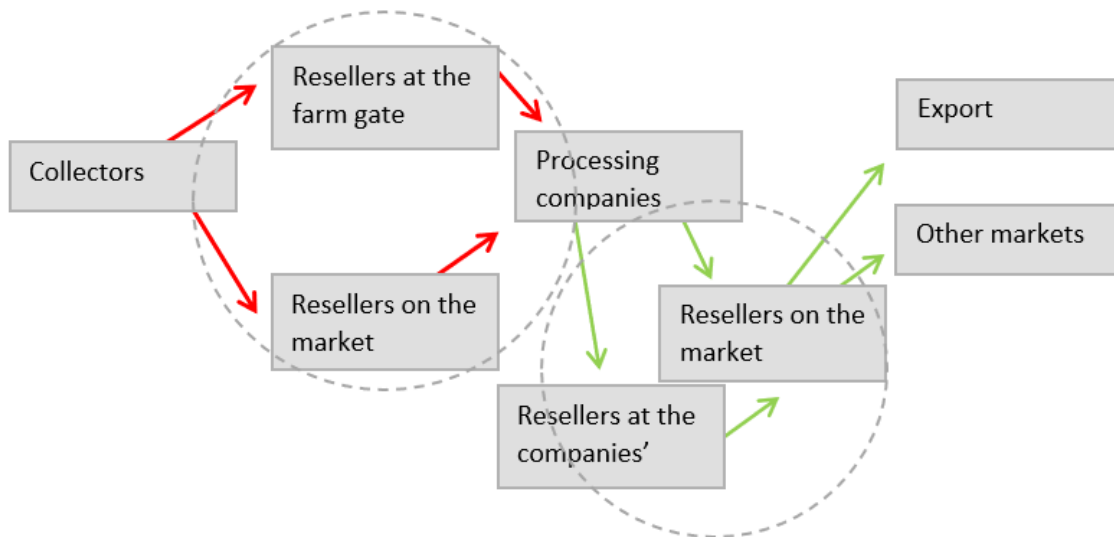 Collectors
Resellers at the
farm gate
Resellers on the
market
Processing
companies
Resellers on the
market
Resellers at the
companies’
Export
Other markets